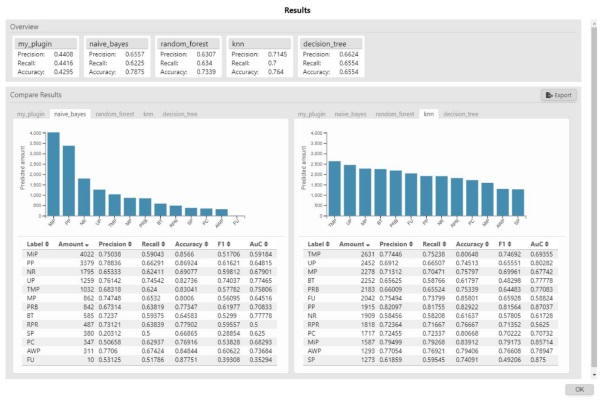 Results
Overview
my_plugin naive_bayes random_forest knn decision_tree
Precision: 0.4408 Precision: 0.6557 Precision: 0.6307 Precision: 0.7145 Precision: 0.6624
Recall: 0.4416 Recall: 0.6225 Recall: 0.634 Recall: 0.7 Recall: 0.6554
Accuracy: 0.4295 Accuracy: 0.7875 Accuracy: 0.7339 Accuracy: 0.764 Accuracy: 0.6554
Compare Results Export
my_plugin naive_bayes random_forest knn decision_tree
Predicted amount
4.000
3.500
3.000
2.500
2.000
1.500
1.000
0.500
0.000
MiP PP NR UP TMP MP PRB BT RPR SP PC AWP FU
Label Amount Precision Recall Accuracy F1 AuC
MiP 4022 0.75038 0.59043 0.8566 0.51706 0.59184
PP 3379 0.78836 0.66291 0.86924 0.91621 0.64815
NR 1795 0.65333 0.62411 0.69077 0.59812 0.67901
UP 1259 0.76142 0.74542 0.82736 0.74037 0.77465
TMP 1032 0.68318 0.624 0.83041 0.57782 0.75806
MP 862 0.74748 0.6532 0.8006 0.56095 0.64516
PRB 842 0.67314 0.63819 0.77347 0.61977 0.70833
BT 585 0.7237 0.59375 0.64583 0.5299 0.77778
RPR 487 0.73121 0.63839 0.77902 0.59557 0.5
SP 380 0.20312 0.5 0.66865 0.28854 0.625
PC 347 0.50658 0.62937 0.76916 0.53828 0.68293
AWP 311 0.7706 0.67424 0.84844 0.60622 0.73684
FU 10 0.53125 0.51786 0.87751 0.39308 0.35294
my_plugin naive_bayes random_forest knn decision_tree
Predicted amount
4.000
3.500
3.000
2.500
2.000
1.500
1.000
0.500
0.000
TMP UP MP BT PRB FU PP NR RPR PC MiP AWP SP
Label Amount Precision Recall Accuracy F1 AuC
TMP 2631 0.77446 0.75238 0.80648 0.74692 0.69355
UP 2452 0.6912 0.66507 0.74513 0.65551 0.80282
MP 2278 0.71312 0.70471 0.75797 0.69961 0.67742
BT 2252 0.65625 0.58766 0.61797 0.48298 0.77778
PRB 2183 0.66009 0.65524 0.75339 0.64483 0.77083
FU 2042 0.75494 0.73799 0.85801 0.65928 0.58824
PP 1915 0.82792 0.81755 0.82922 0.81564 0.87037
NR 1909 0.58456 0.58208 0.61637 0.57805 0.61728
RPR 1818 0.72364 0.71667 0.76667 0.71352 0.5625
PC 1717 0.72455 0.72337 0.80668 0.70222 0.70732
MiP 1587 0.79499 0.79268 0.83912 0.79173 0.85714
AWP 1293 0.77054 0.76921 0.79406 0.76608 0.78947
SP 1273 0.61859 0.59545 0.74091 0.49206 0.875
OK